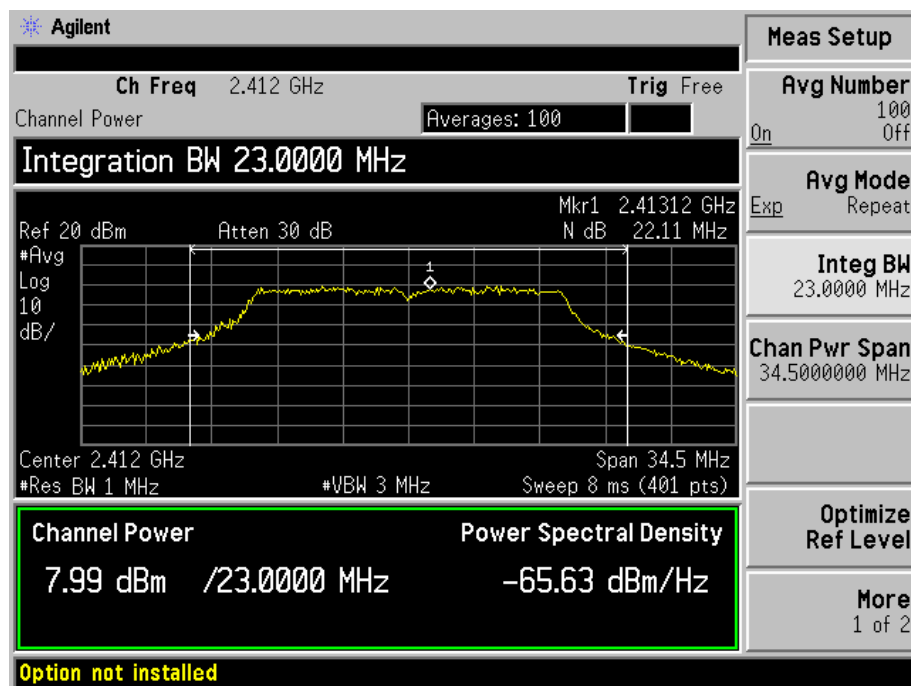 Agilent
Ch Freq 2.412 GHz Trig Free
Channel Power Averages: 100
Integration BW 23.0000 MHz
Mkr1 2.41312 GHz
Ref 20 dBm Atten 30 dB N dB 22.11 MHz
#Avg
Log
10
dB/
1
Center 2.412 GHz Span 34.5 MHz
#Res BW 1 MHz #VBW 3 MHz Sweep 8 ms (401 pts)
Channel Power Power Spectral Density
7.99 dBm /23.0000 MHz -65.63 dBm/Hz
Option not installed
Meas Setup
Avg Number
100
On Off
Avg Mode
Exp Repeat
Integ BW
23.0000 MHz
Chan Pwr Span
34.5000000 MHz
Optimize
Ref Level
More
1 of 2